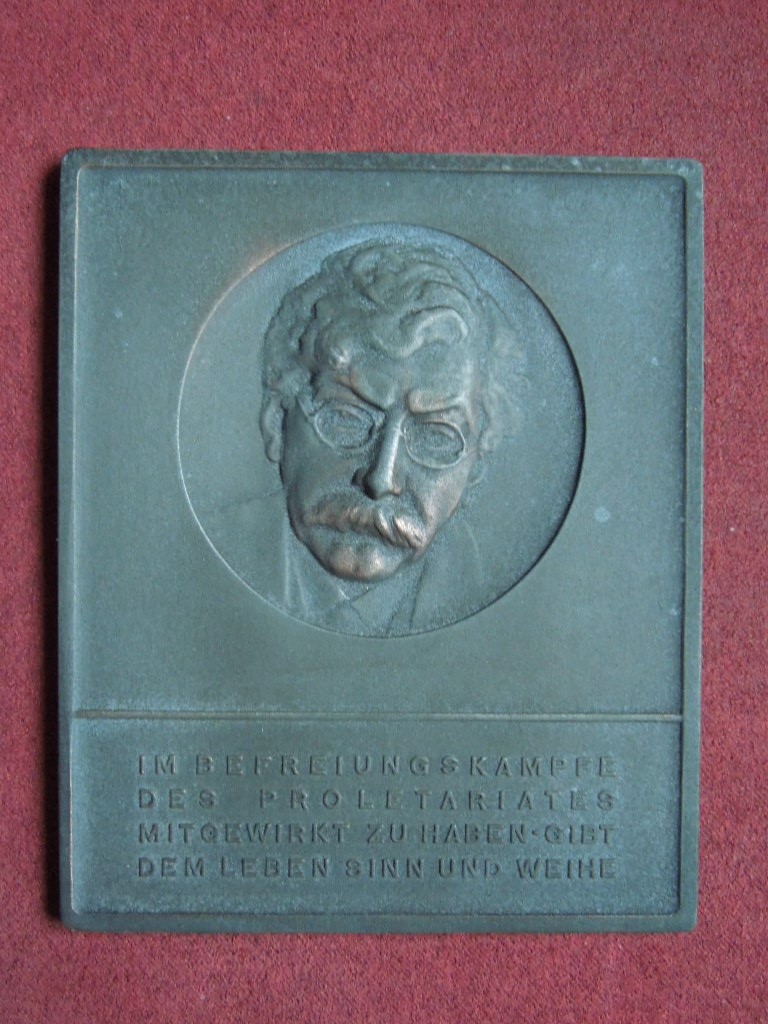 IM BEFREIUNGSKAMPFE
DES PROLETARIATES
MITGEWIRKT ZU HABEN·GIBT
DEM LEBEN SINN UND WEIHE